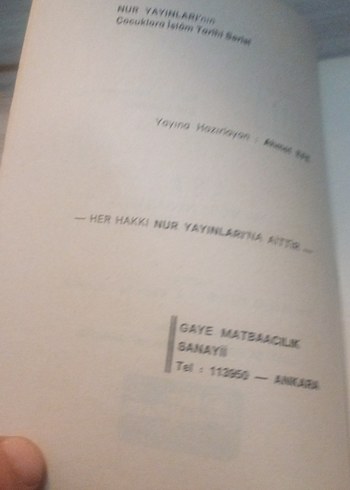 NUR YAYINLARI'nın
Çocuklara İslâm Tarihi Serisi
Yayına Hazırlayan : Ahmet
— HER HAKKI NUR YAYINLARI'NA AİTTİR —
GAYE MATBAACILIK
SANAYİİ
Tel : 113950 — ANKARA